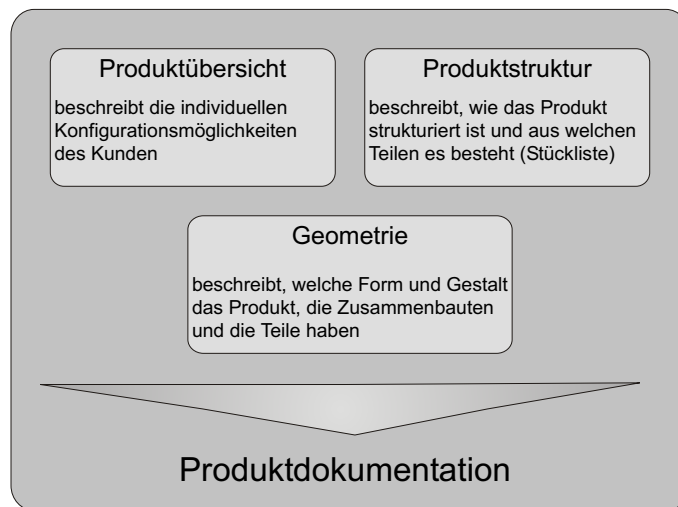 Produktübersicht
beschreibt die individuellen
Konfigurationsmöglichkeiten
des Kunden
Produktstruktur
beschreibt, wie das Produkt
strukturiert ist und aus welchen
Teilen es besteht (Stückliste)
Geometrie
beschreibt, welche Form und Gestalt
das Produkt, die Zusammenbauten
und die Teile haben
Produktdokumentation